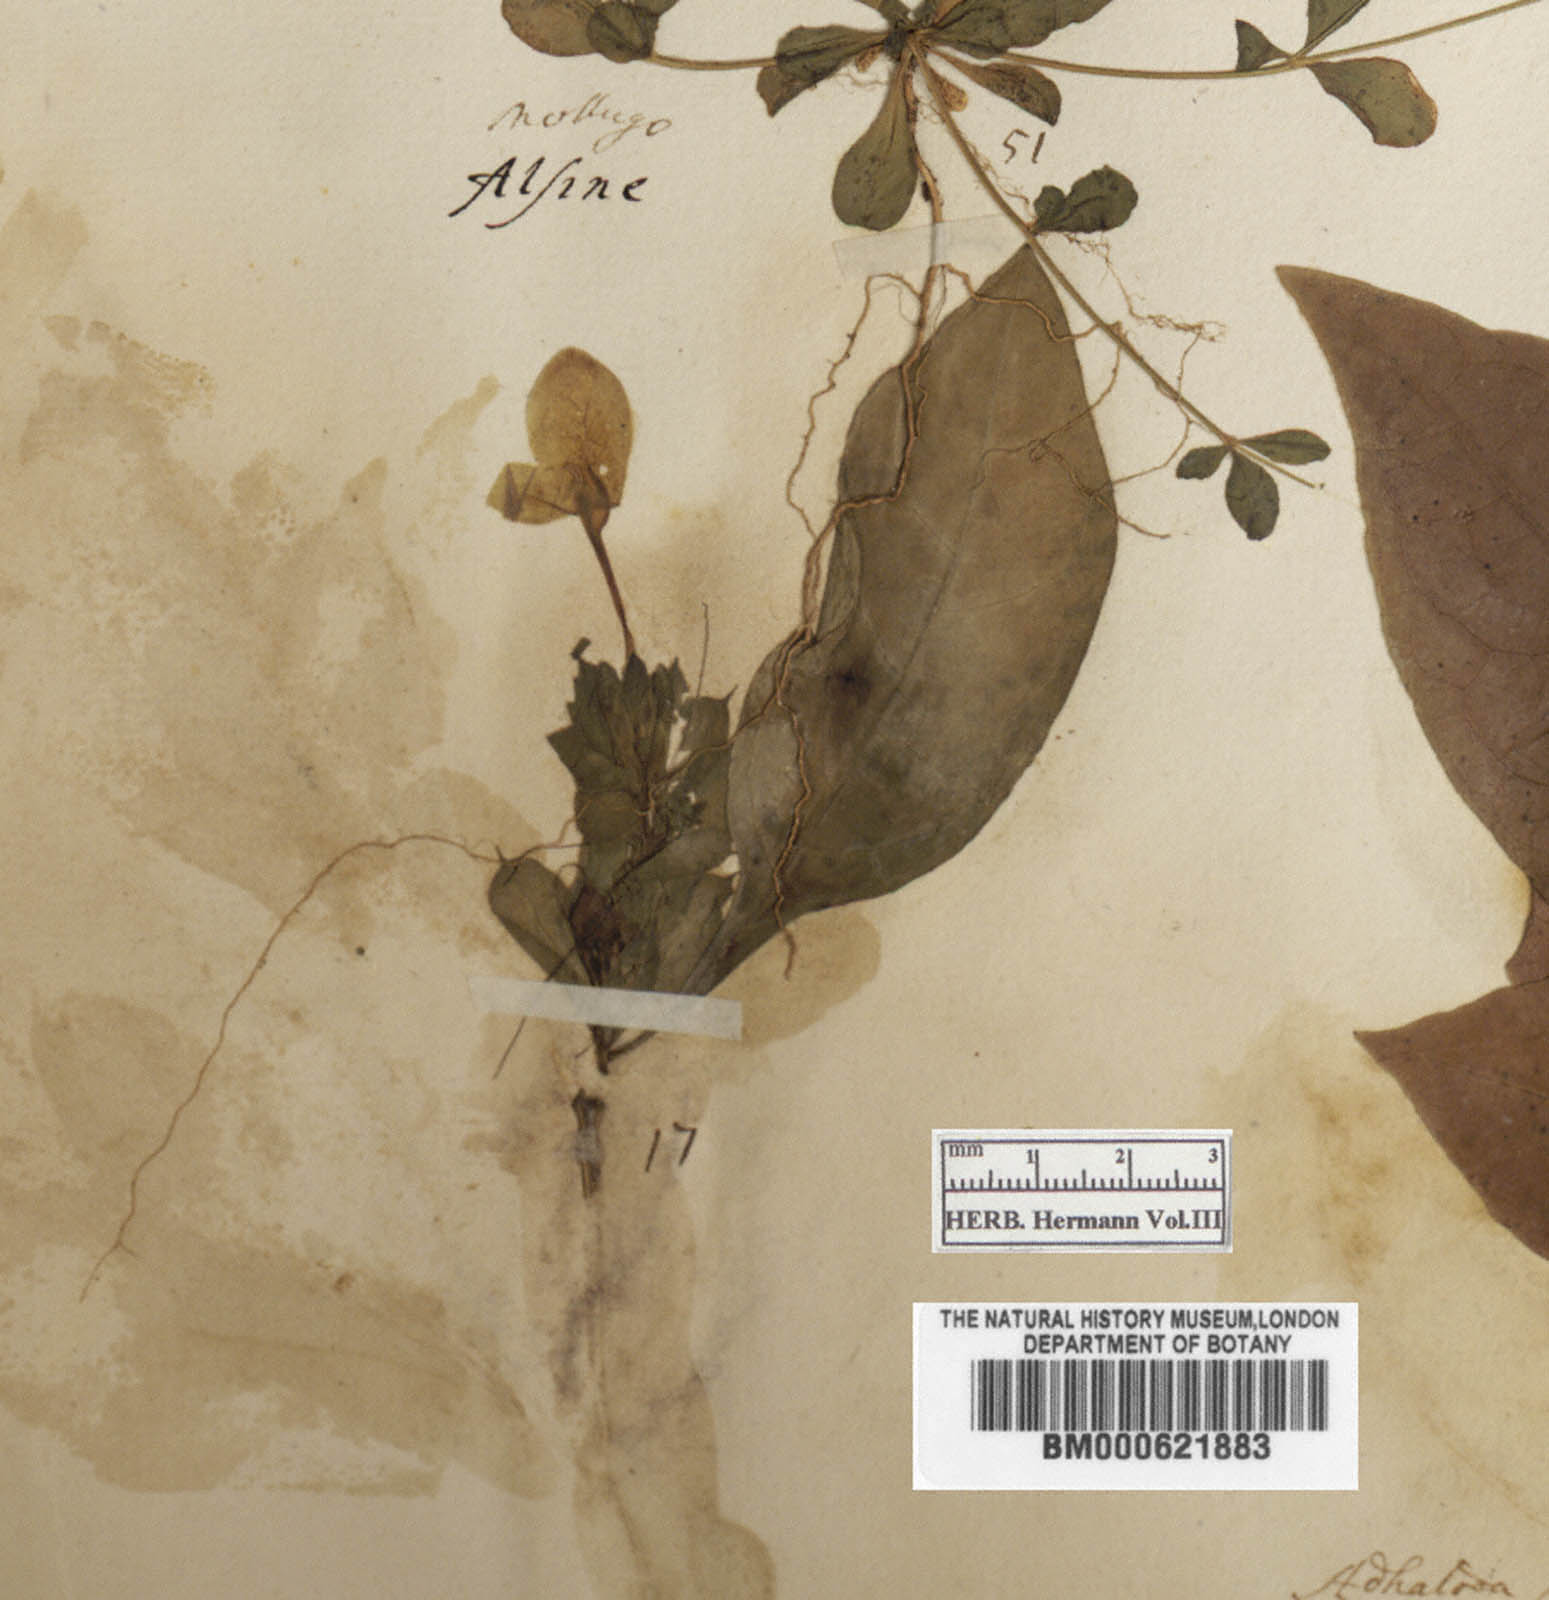 Mollugo
Alsine
51
17
mm 1 2 3
HERB. Hermann Vol.III
THE NATURAL HISTORY MUSEUM,LONDON
DEPARTMENT OF BOTANY
BM000621883
Adhatoda